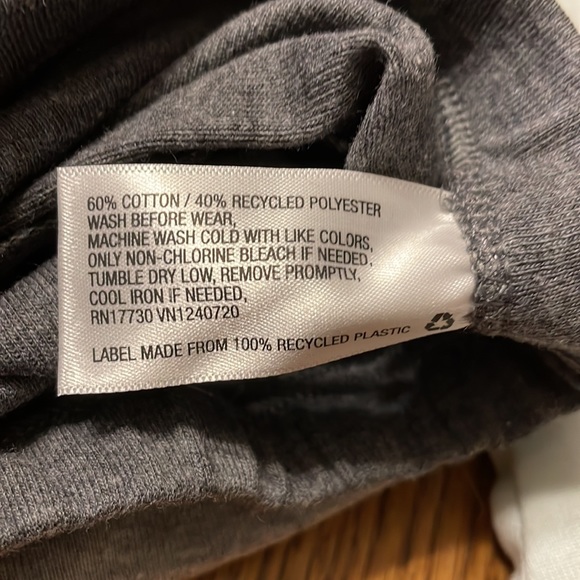 60% COTTON / 40% RECYCLED POLYESTER
WASH BEFORE WEAR,
MACHINE WASH COLD WITH LIKE COLORS,
ONLY NON-CHLORINE BLEACH IF NEEDED,
TUMBLE DRY LOW, REMOVE PROMPTLY,
COOL IRON IF NEEDED,
RN17730 VN1240720
LABEL MADE FROM 100% RECYCLED PLASTIC